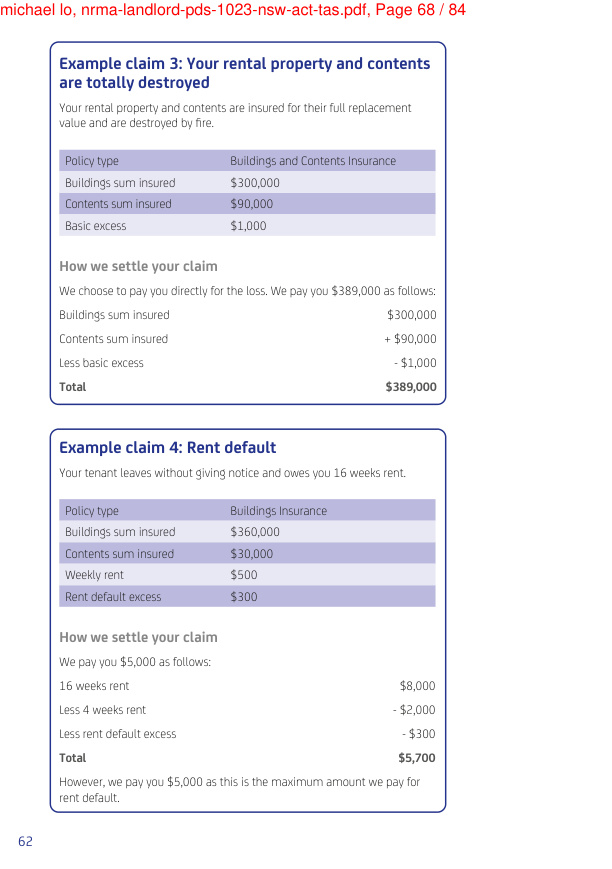 michael lo, nrma-landlord-pds-1023-nsw-act-tas.pdf, Page 68 / 84
Example claim 3: Your rental property and contents
are totally destroyed
Your rental property and contents are insured for their full replacement
value and are destroyed by fire.
Policy type Buildings and Contents Insurance
Buildings sum insured $300,000
Contents sum insured $90,000
Basic excess $1,000
How we settle your claim
We choose to pay you directly for the loss. We pay you $389,000 as follows:
Buildings sum insured $300,000
Contents sum insured + $90,000
Less basic excess - $1,000
Total $389,000
Example claim 4: Rent default
Your tenant leaves without giving notice and owes you 16 weeks rent.
Policy type Buildings Insurance
Buildings sum insured $360,000
Contents sum insured $30,000
Weekly rent $500
Rent default excess $300
How we settle your claim
We pay you $5,000 as follows:
16 weeks rent $8,000
Less 4 weeks rent - $2,000
Less rent default excess - $300
Total $5,700
However, we pay you $5,000 as this is the maximum amount we pay for
rent default.
62